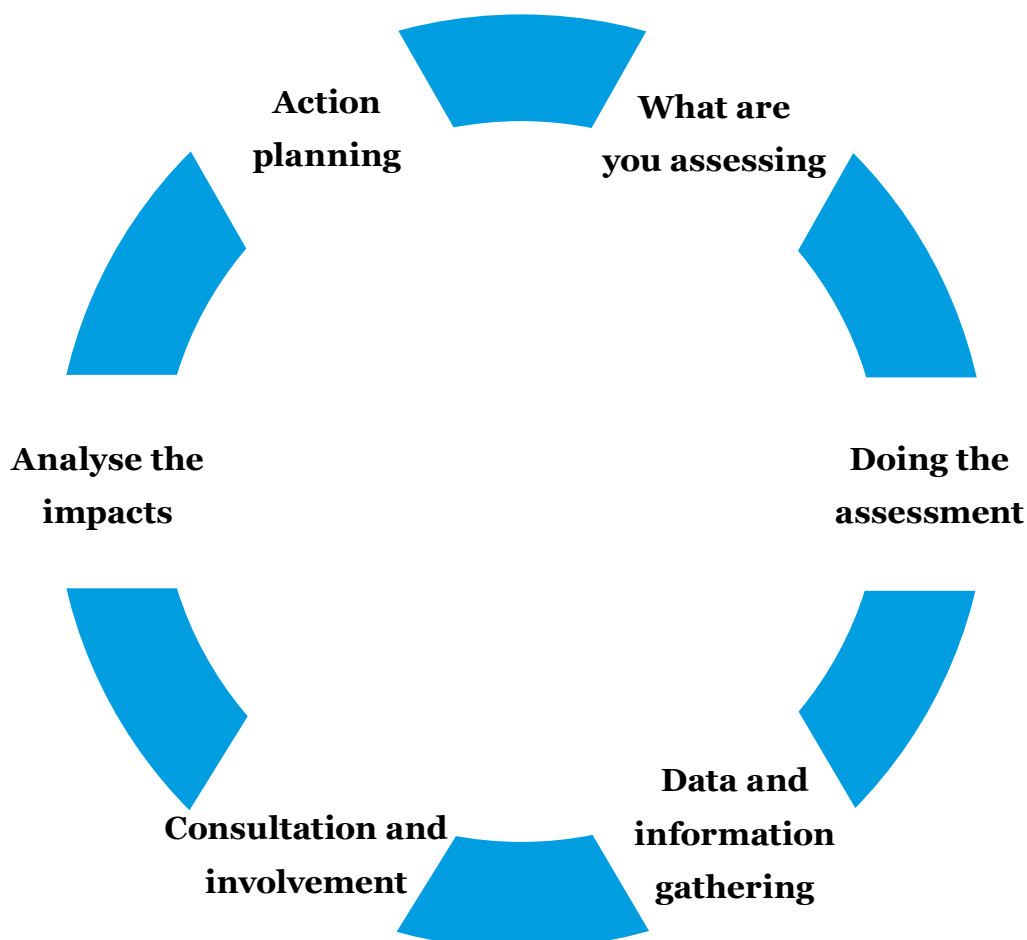 Action
planning
What are
you assessing
Analyse the
impacts
Doing the
assessment
Consultation and
involvement
Data and
information
gathering